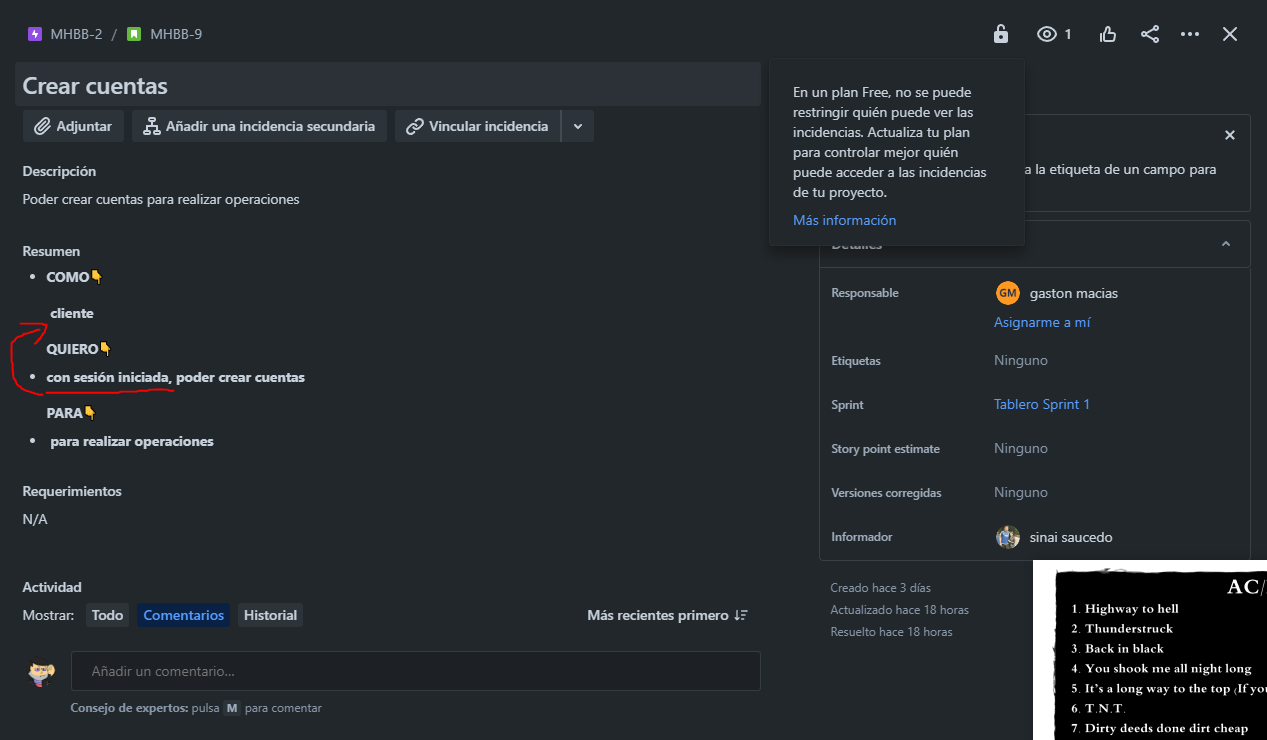 MHBB-2 / MHBB-9
1
Crear cuentas
Adjuntar
Añadir una incidencia secundaria
Vincular incidencia
Descripción
Poder crear cuentas para realizar operaciones
Resumen
• COMO👇
cliente
QUIERO👇
• con sesión iniciada, poder crear cuentas
PARA👇
• para realizar operaciones
Requerimientos
N/A
Actividad
Mostrar: Todo Comentarios Historial
Más recientes primero
Añadir un comentario...
Consejo de expertos: pulsa M para comentar
En un plan Free, no se puede
restringir quién puede ver las
incidencias. Actualiza tu plan
para controlar mejor quién
puede acceder a las incidencias
de tu proyecto.
Más información
a la etiqueta de un campo para
Detalles
Responsable
GM gaston macias
Asignarme a mí
Etiquetas Ninguno
Sprint Tablero Sprint 1
Story point estimate Ninguno
Versiones corregidas Ninguno
Informador sinai saucedo
Creado hace 3 días
Actualizado hace 18 horas
Resuelto hace 18 horas
AC/
1. Highway to hell
2. Thunderstruck
3. Back in black
4. You shook me all night long
5. It's a long way to the top (If you
6. T.N.T.
7. Dirty deeds done dirt cheap